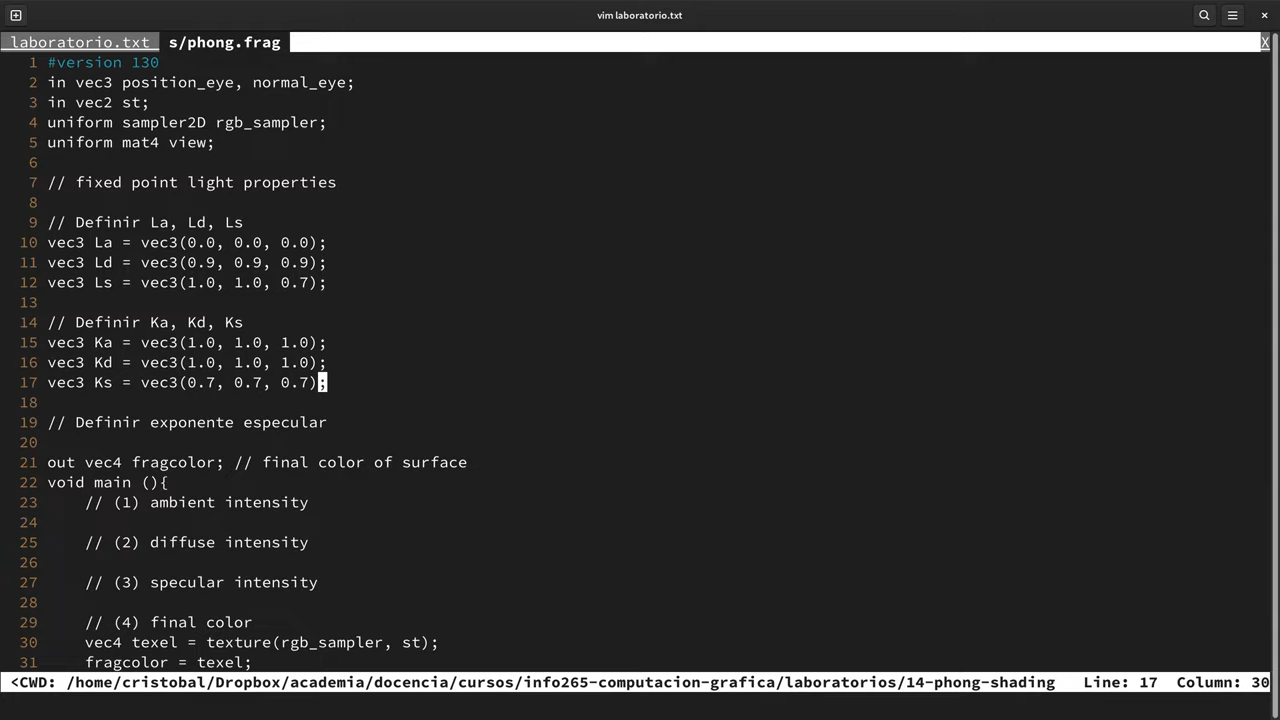 vim laboratorio.txt
laboratorio.txt s/phong.frag X
1 #version 130
2 in vec3 position_eye, normal_eye;
3 in vec2 st;
4 uniform sampler2D rgb_sampler;
5 uniform mat4 view;
6
7 // fixed point light properties
8
9 // Definir La, Ld, Ls
10 vec3 La = vec3(0.0, 0.0, 0.0);
11 vec3 Ld = vec3(0.9, 0.9, 0.9);
12 vec3 Ls = vec3(1.0, 1.0, 0.7);
13
14 // Definir Ka, Kd, Ks
15 vec3 Ka = vec3(1.0, 1.0, 1.0);
16 vec3 Kd = vec3(1.0, 1.0, 1.0);
17 vec3 Ks = vec3(0.7, 0.7, 0.7);
18
19 // Definir exponente especular
20
21 out vec4 fragcolor; // final color of surface
22 void main (){
23 // (1) ambient intensity
24
25 // (2) diffuse intensity
26
27 // (3) specular intensity
28
29 // (4) final color
30 vec4 texel = texture(rgb_sampler, st);
31 fragcolor = texel;
<CWD: /home/cristobal/Dropbox/academia/docencia/cursos/info265-computacion-grafica/laboratorios/14-phong-shading Line: 17 Column: 30